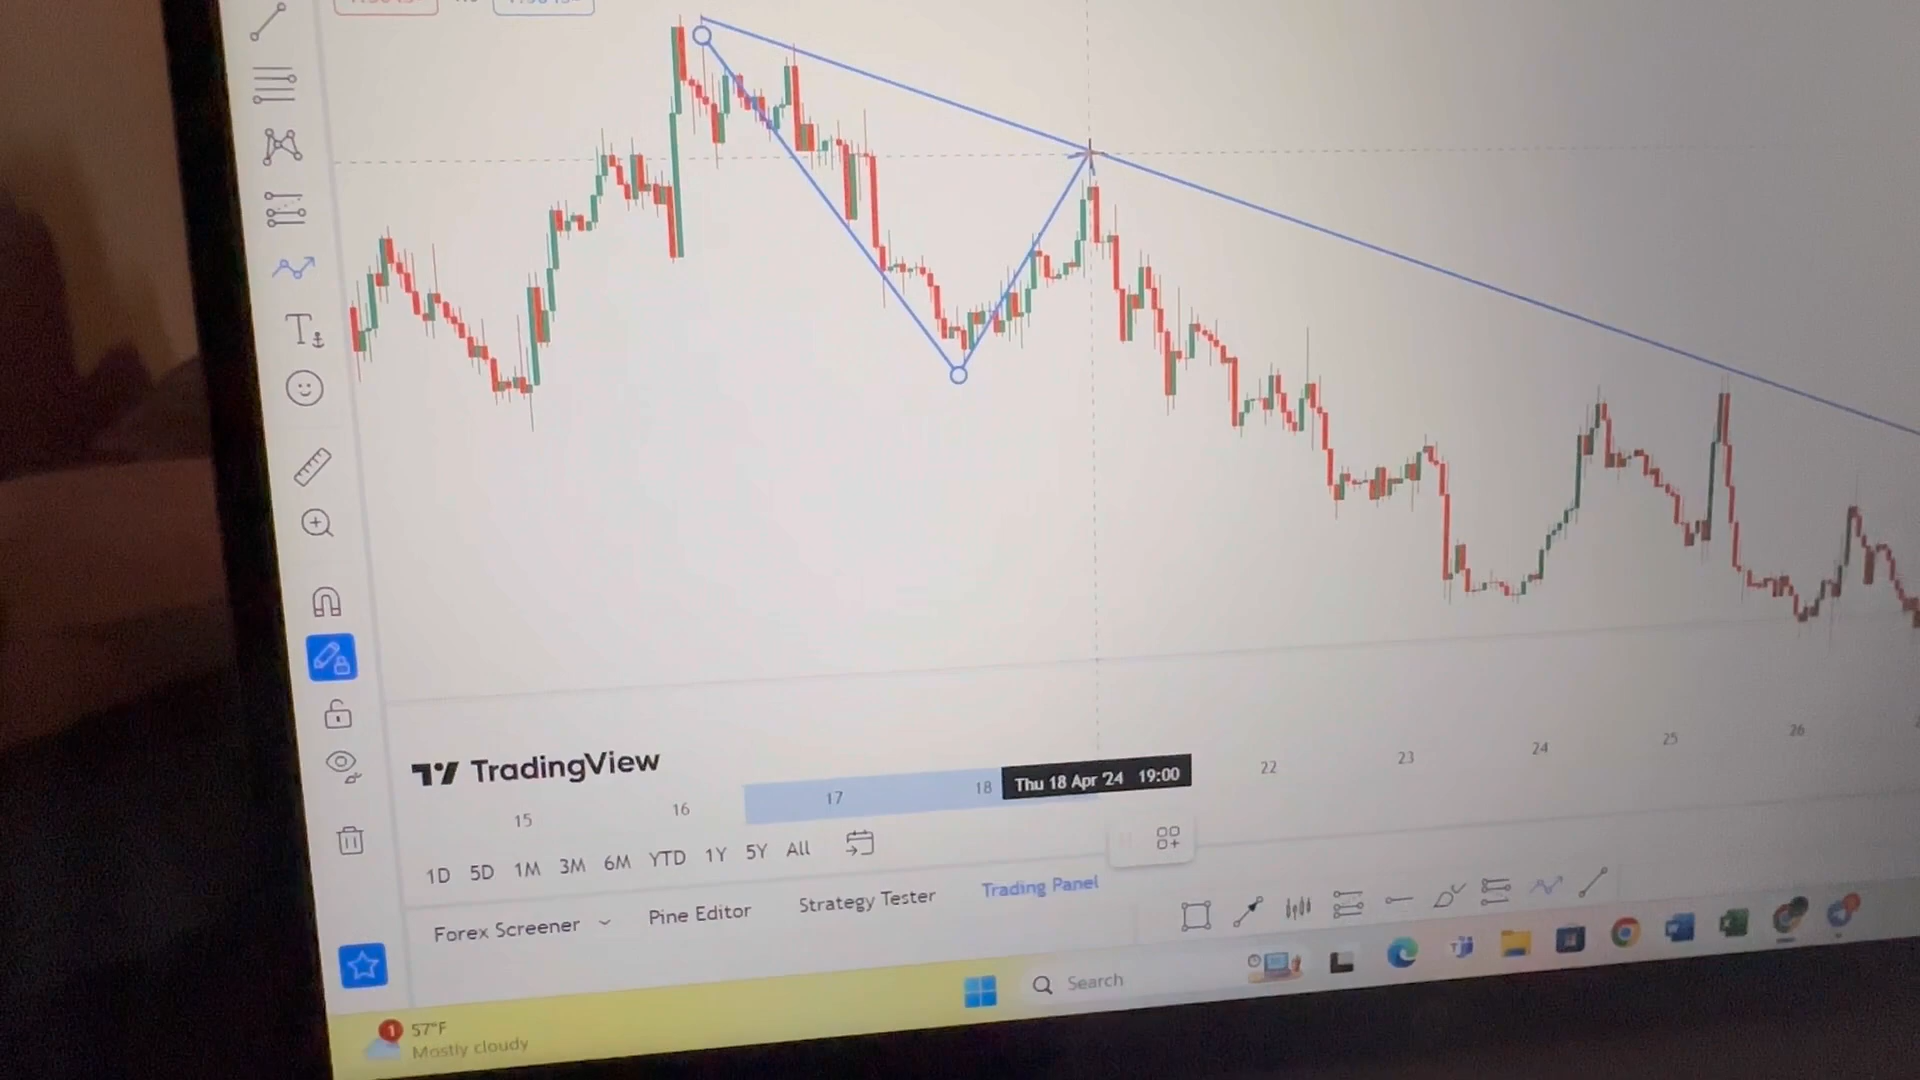 TradingView
15 16 17 18 Thu 18 Apr '24 19:00 22 23 24 25 26
1D 5D 1M 3M 6M YTD 1Y 5Y All
Forex Screener Pine Editor Strategy Tester Trading Panel
Search
1 57°F
Mostly cloudy